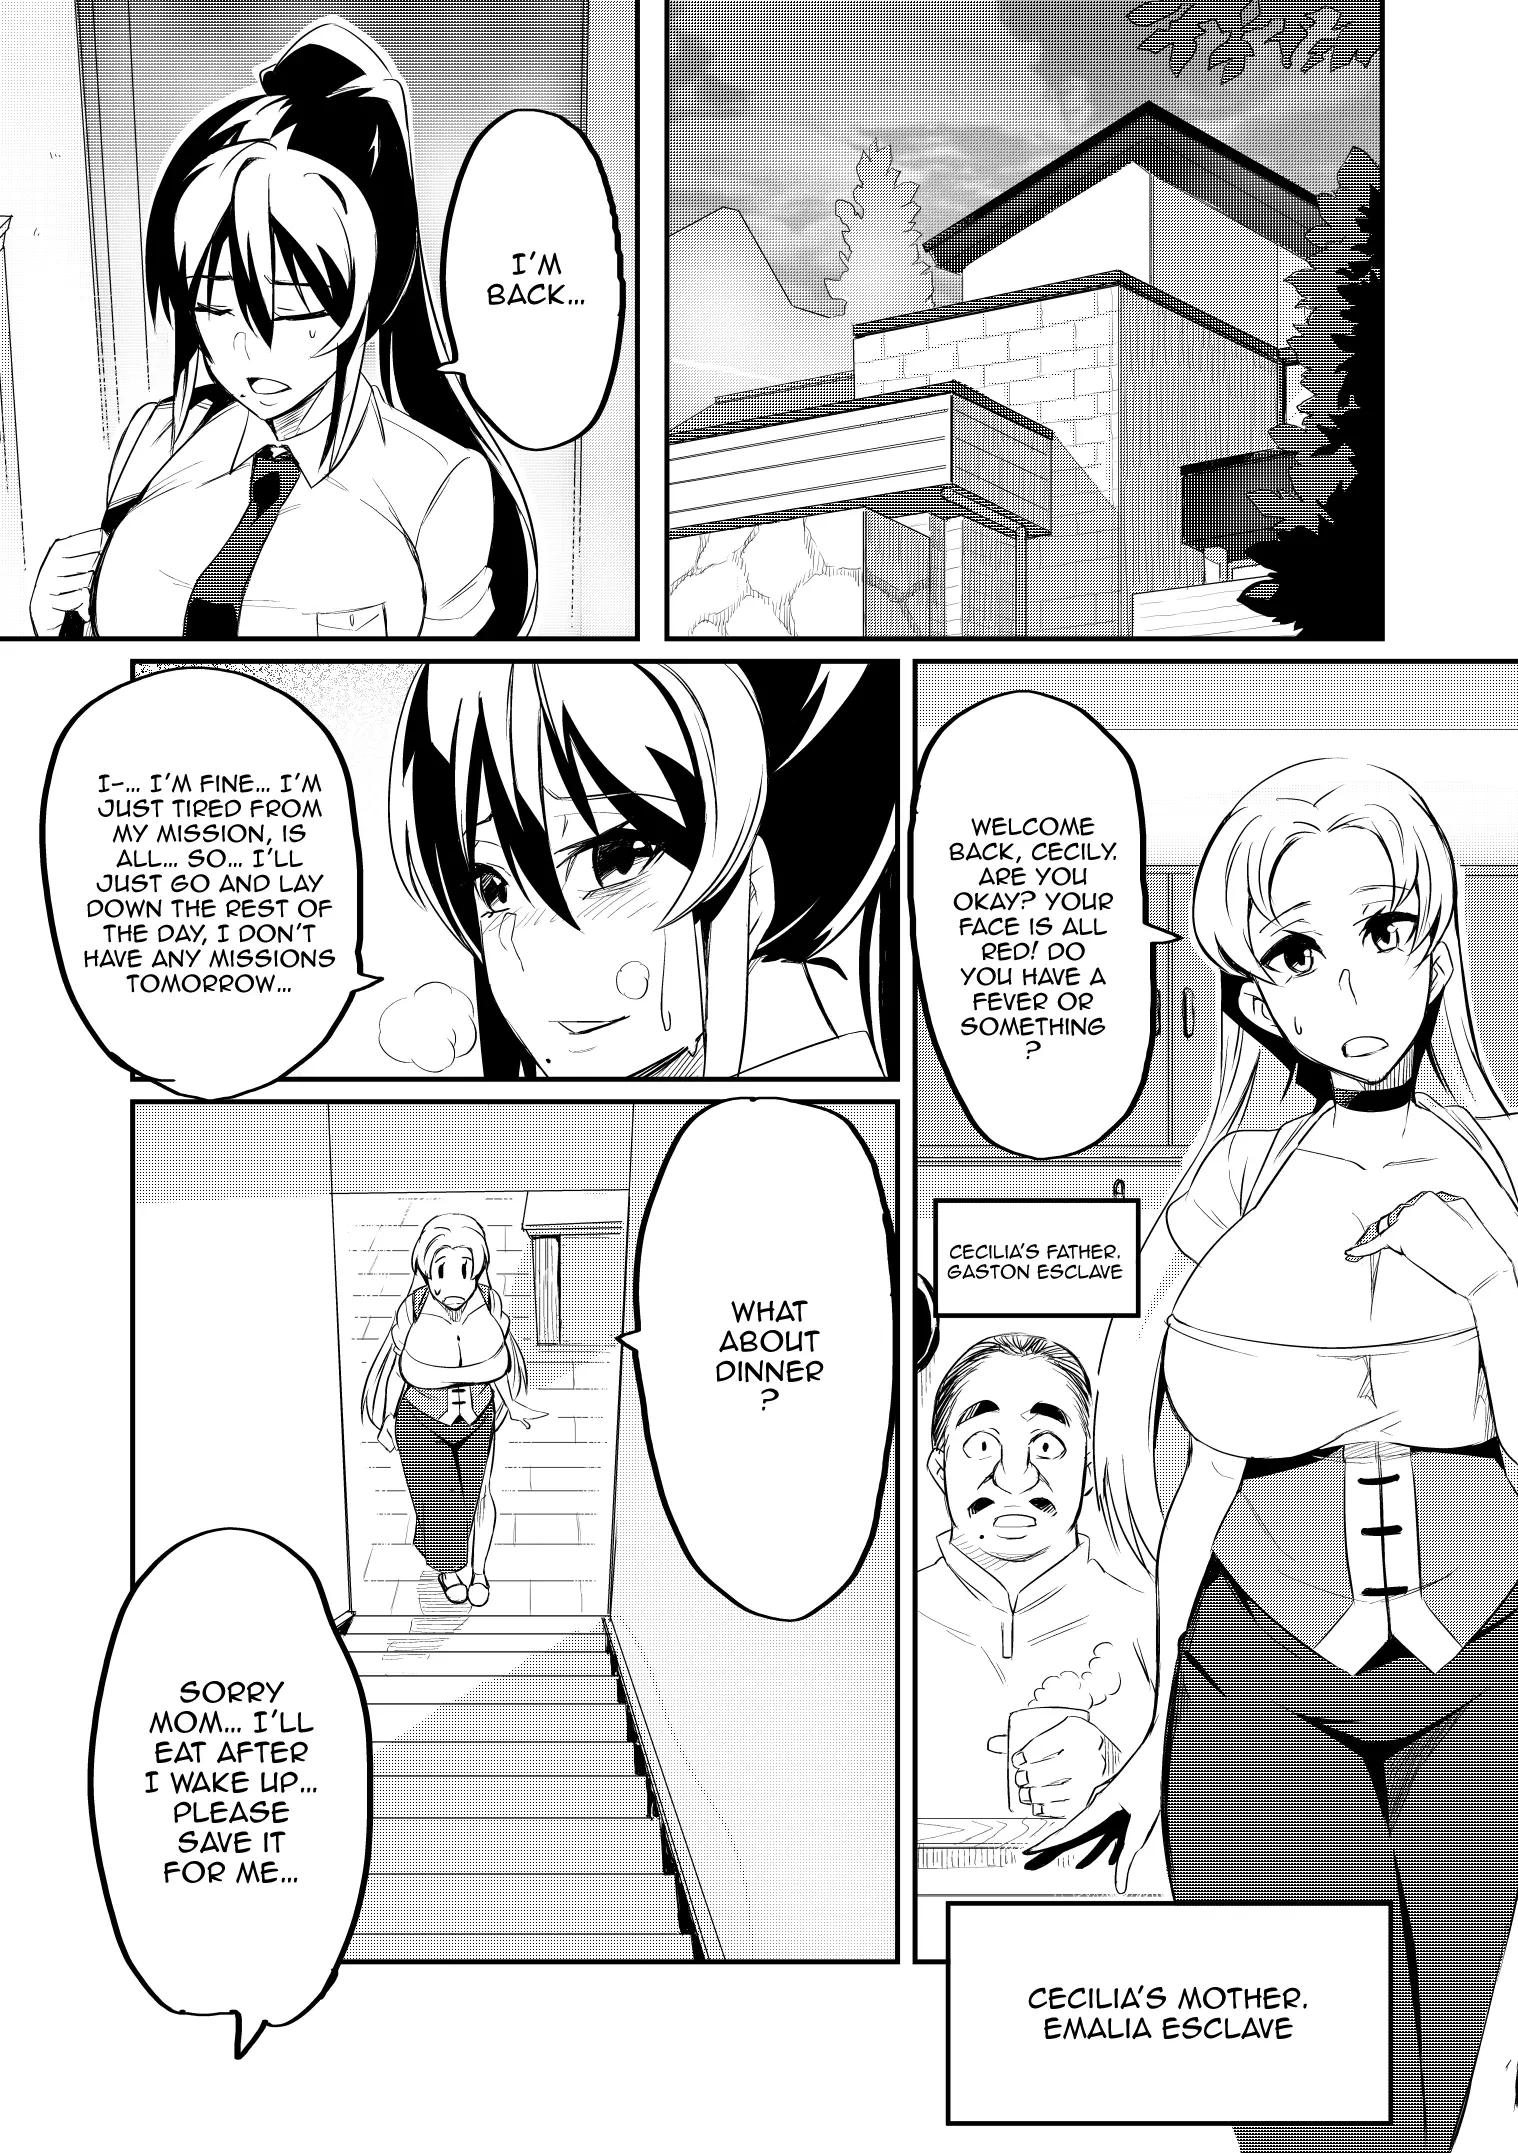 I'M
BACK...
WELCOME
BACK, CECILY.
ARE YOU
OKAY? YOUR
FACE IS ALL
RED! DO
YOU HAVE A
FEVER OR
SOMETHING
?
CECILIA'S FATHER.
GASTON ESCLAVE
CECILIA'S MOTHER.
EMALIA ESCLAVE
I-... I'M FINE... I'M
JUST TIRED FROM
MY MISSION, IS
ALL... SO... I'LL
JUST GO AND LAY
DOWN THE REST OF
THE DAY, I DON'T
HAVE ANY MISSIONS
TOMORROW...
WHAT
ABOUT
DINNER
?
SORRY
MOM... I'LL
EAT AFTER
I WAKE UP...
PLEASE
SAVE IT
FOR ME...